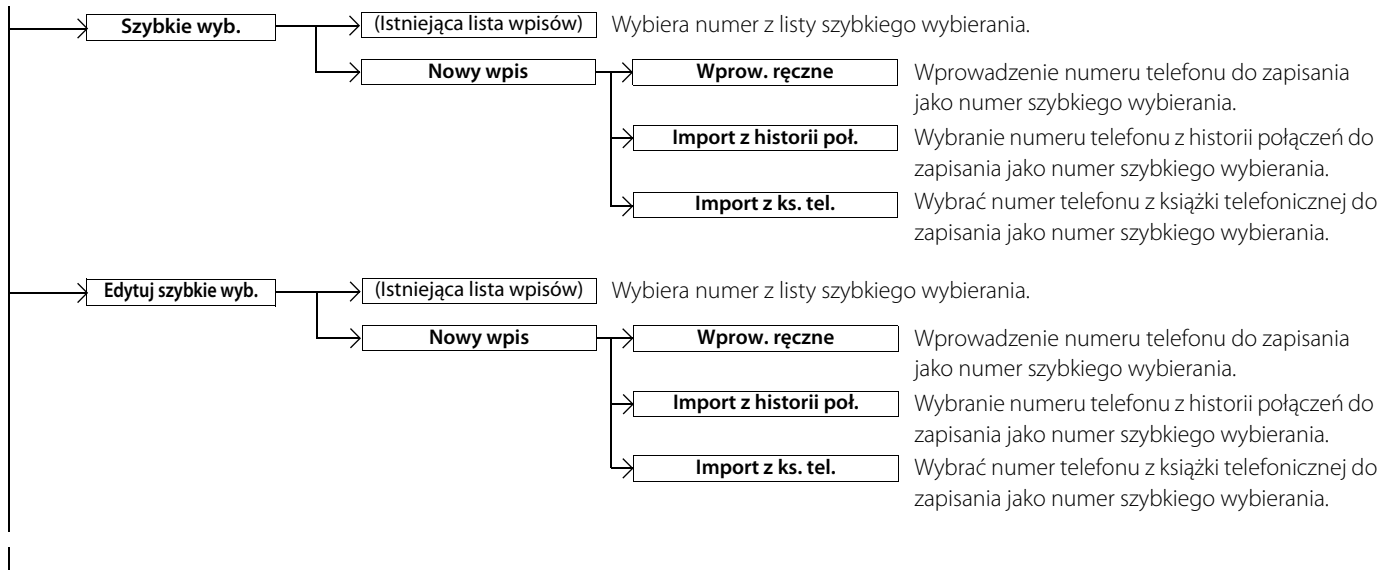 Szybkie wyb. (Istniejąca lista wpisów) Wybiera numer z listy szybkiego wybierania.
Nowy wpis Wprow. ręczne Wprowadzenie numeru telefonu do zapisania
jako numer szybkiego wybierania.
Import z historii poł. Wybranie numeru telefonu z historii połączeń do
zapisania jako numer szybkiego wybierania.
Import z ks. tel. Wybrać numer telefonu z książki telefonicznej do
zapisania jako numer szybkiego wybierania.
Edytuj szybkie wyb. (Istniejąca lista wpisów) Wybiera numer z listy szybkiego wybierania.
Nowy wpis Wprow. ręczne Wprowadzenie numeru telefonu do zapisania
jako numer szybkiego wybierania.
Import z historii poł. Wybranie numeru telefonu z historii połączeń do
zapisania jako numer szybkiego wybierania.
Import z ks. tel. Wybrać numer telefonu z książki telefonicznej do
zapisania jako numer szybkiego wybierania.